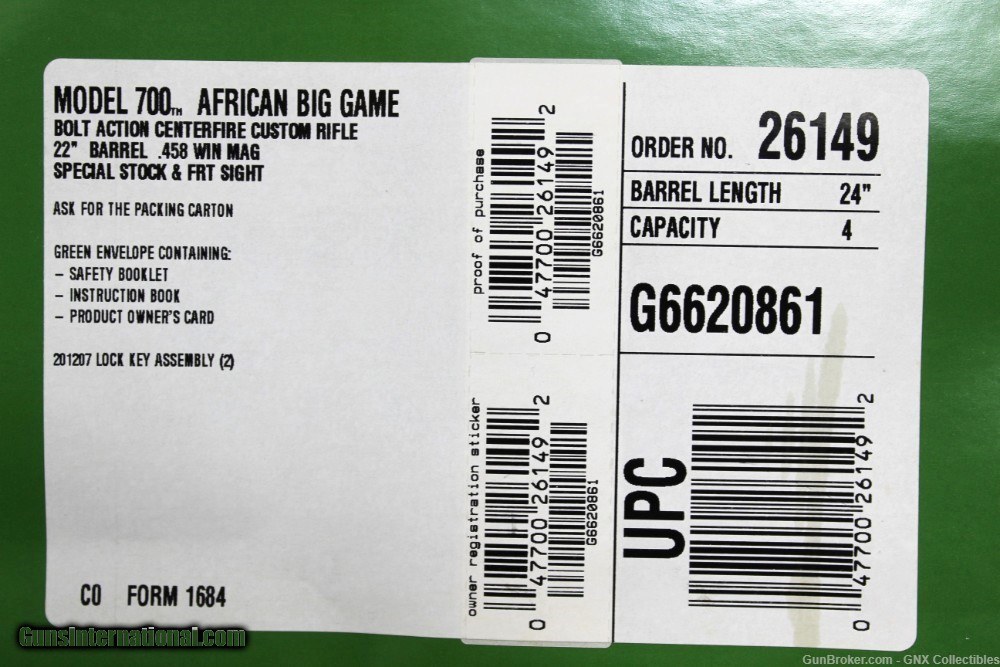 MODEL 700TM AFRICAN BIG GAME
BOLT ACTION CENTERFIRE CUSTOM RIFLE
22" BARREL .458 WIN MAG
SPECIAL STOCK & FRT SIGHT
ASK FOR THE PACKING CARTON
GREEN ENVELOPE CONTAINING:
– SAFETY BOOKLET
– INSTRUCTION BOOK
– PRODUCT OWNER'S CARD
201207 LOCK KEY ASSEMBLY (2)
CO FORM 1684
proof of purchase
0 47700 26149 2
G6620861
owner registration sticker
0 47700 26149 2
G6620861
ORDER NO. 26149
BARREL LENGTH 24"
CAPACITY 4
G6620861
UPC
0 47700 26149 2
GunsInternational.com
GunBroker.com - GNX Collectibles